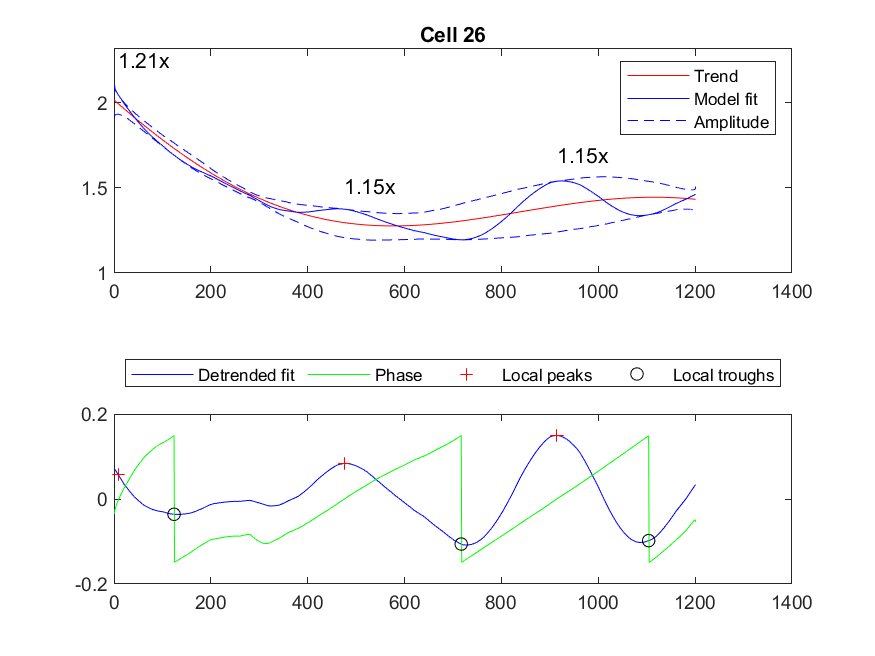 Cell 26
1.21x
1.15x
1.15x
Trend
Model fit
Amplitude
2
1.5
1
0 200 400 600 800 1000 1200 1400
Detrended fit Phase Local peaks Local troughs
0.2
0
-0.2
0 200 400 600 800 1000 1200 1400